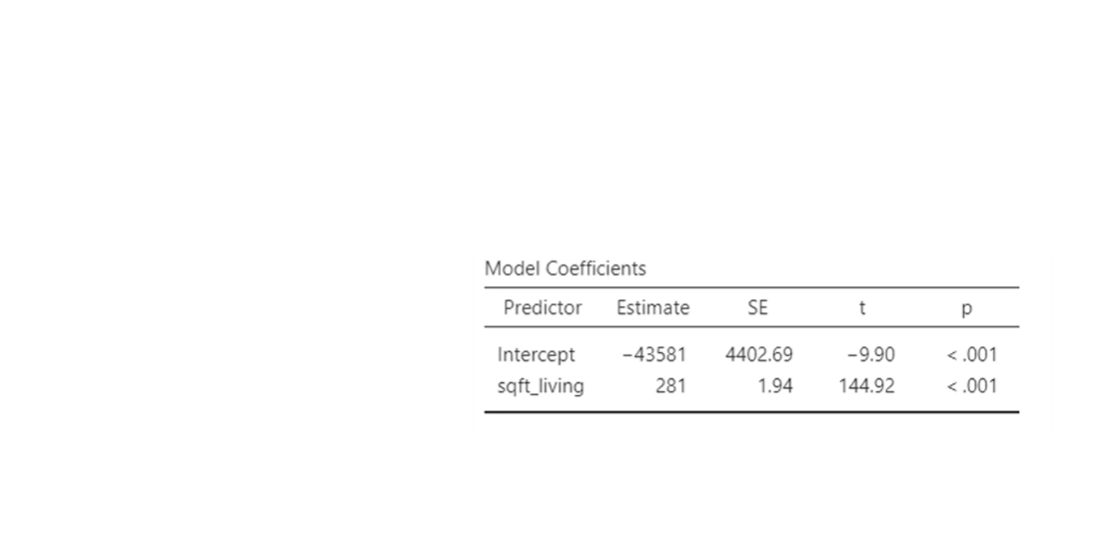 Model Coefficients
Predictor Estimate SE t p
Intercept −43581 4402.69 −9.90 < .001
sqft_living 281 1.94 144.92 < .001